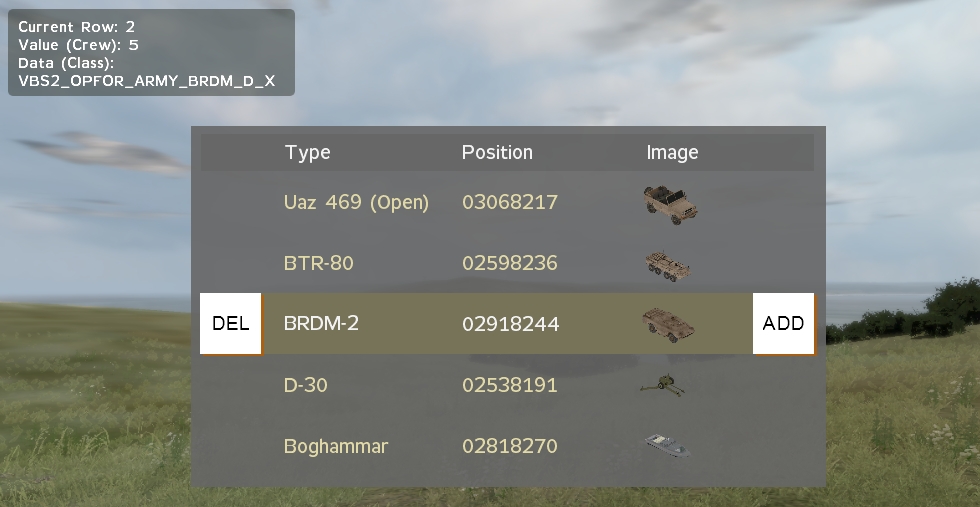 Current Row: 2
Value (Crew): 5
Data (Class):
VBS2_OPFOR_ARMY_BRDM_D_X
Type Position Image
Uaz 469 (Open) 03068217
BTR-80 02598236
DEL BRDM-2 02918244 ADD
D-30 02538191
Boghammar 02818270